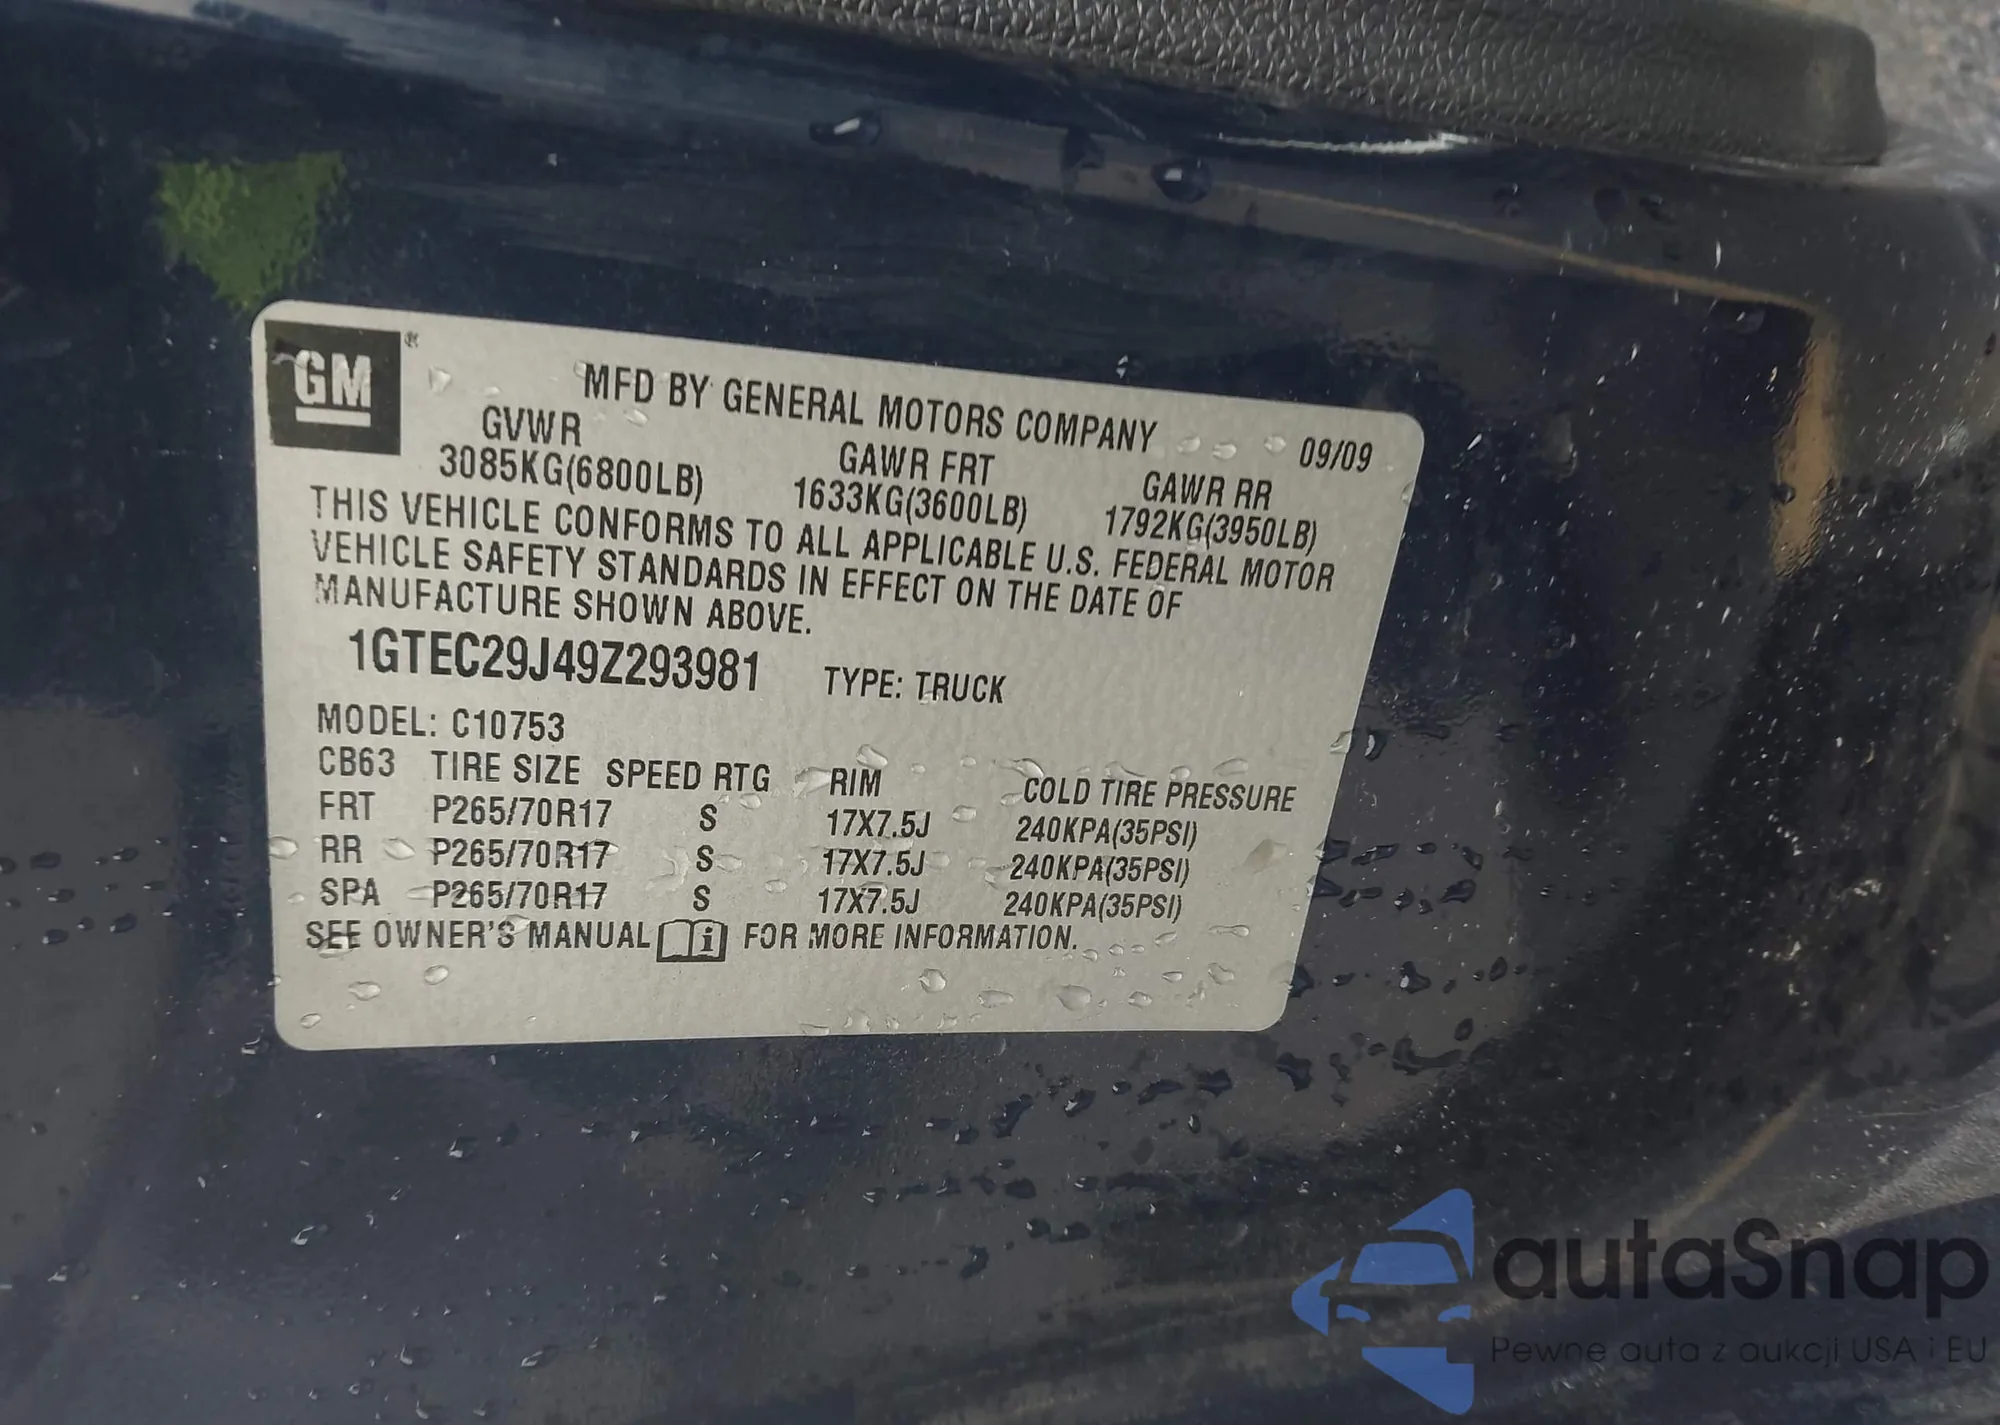 GM®
MFD BY GENERAL MOTORS COMPANY 09/09
GVWR GAWR FRT GAWR RR
3085KG(6800LB) 1633KG(3600LB) 1792KG(3950LB)
THIS VEHICLE CONFORMS TO ALL APPLICABLE U.S. FEDERAL MOTOR
VEHICLE SAFETY STANDARDS IN EFFECT ON THE DATE OF
MANUFACTURE SHOWN ABOVE.
1GTEC29J49Z293981 TYPE: TRUCK
MODEL: C10753
CB63 TIRE SIZE SPEED RTG RIM COLD TIRE PRESSURE
FRT P265/70R17 S 17X7.5J 240KPA(35PSI)
RR P265/70R17 S 17X7.5J 240KPA(35PSI)
SPA P265/70R17 S 17X7.5J 240KPA(35PSI)
SEE OWNER'S MANUAL i FOR MORE INFORMATION.
autaSnap
Pewne auta z aukcji USA i EU